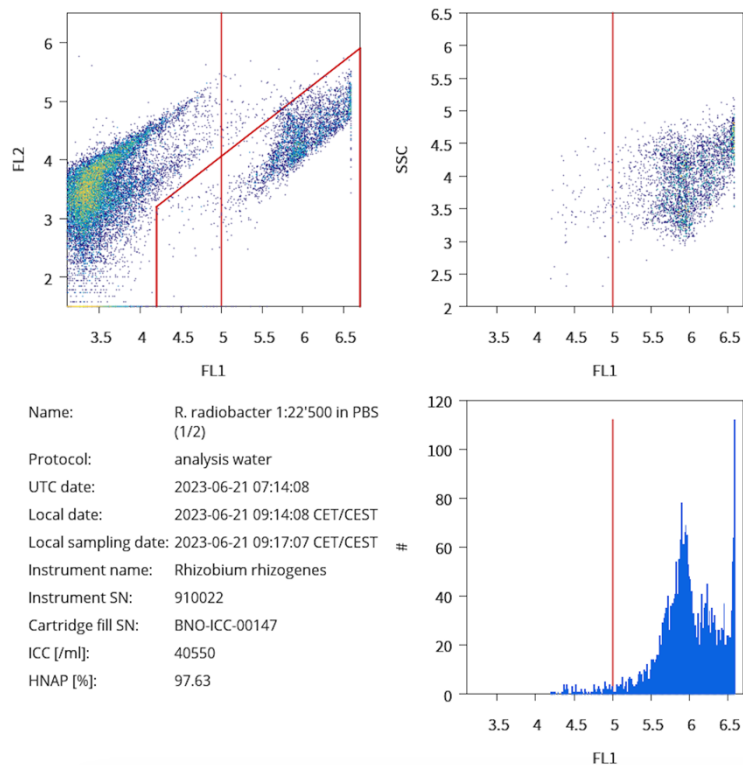 6
5
4
3
2
FL2
3.5 4 4.5 5 5.5 6 6.5
FL1
6.5
6
5.5
5
4.5
4
3.5
3
2.5
2
SSC
3.5 4 4.5 5 5.5 6 6.5
FL1
Name: R. radiobacter 1:22'500 in PBS
(1/2)
Protocol: analysis water
UTC date: 2023-06-21 07:14:08
Local date: 2023-06-21 09:14:08 CET/CEST
Local sampling date: 2023-06-21 09:17:07 CET/CEST
Instrument name: Rhizobium rhizogenes
Instrument SN: 910022
Cartridge fill SN: BNO-ICC-00147
ICC [/ml]: 40550
HNAP [%]: 97.63
120
100
80
60
40
20
0
#
3.5 4 4.5 5 5.5 6 6.5
FL1